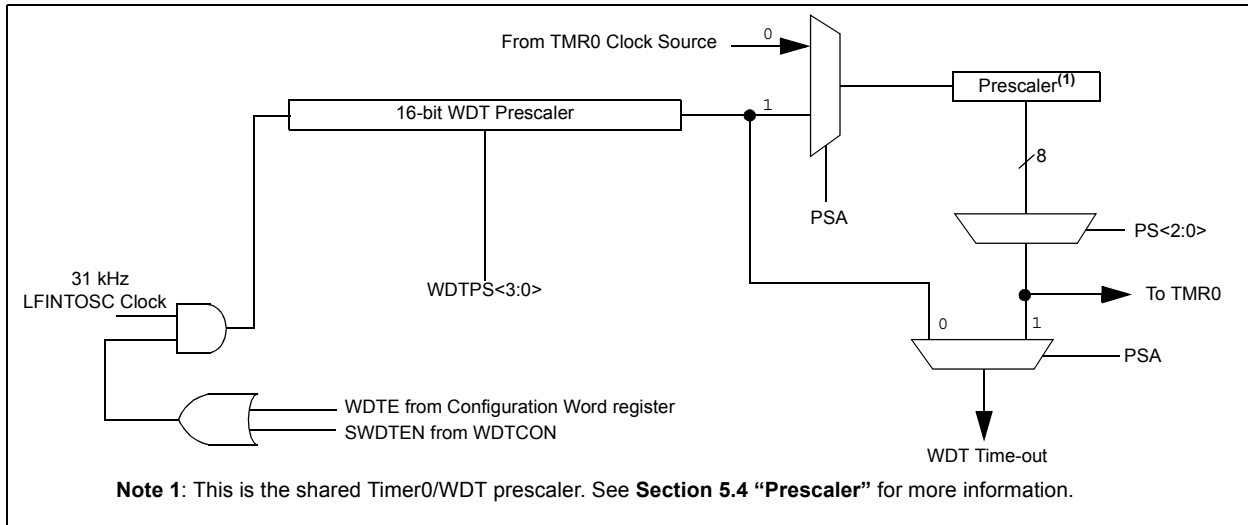 From TMR0 Clock Source
0
Prescaler(1)
16-bit WDT Prescaler
1
8
PSA
PS<2:0>
31 kHz
LFINTOSC Clock
WDTPS<3:0>
To TMR0
0
1
PSA
WDTE from Configuration Word register
SWDTEN from WDTCON
WDT Time-out
Note 1: This is the shared Timer0/WDT prescaler. See Section 5.4 “Prescaler” for more information.